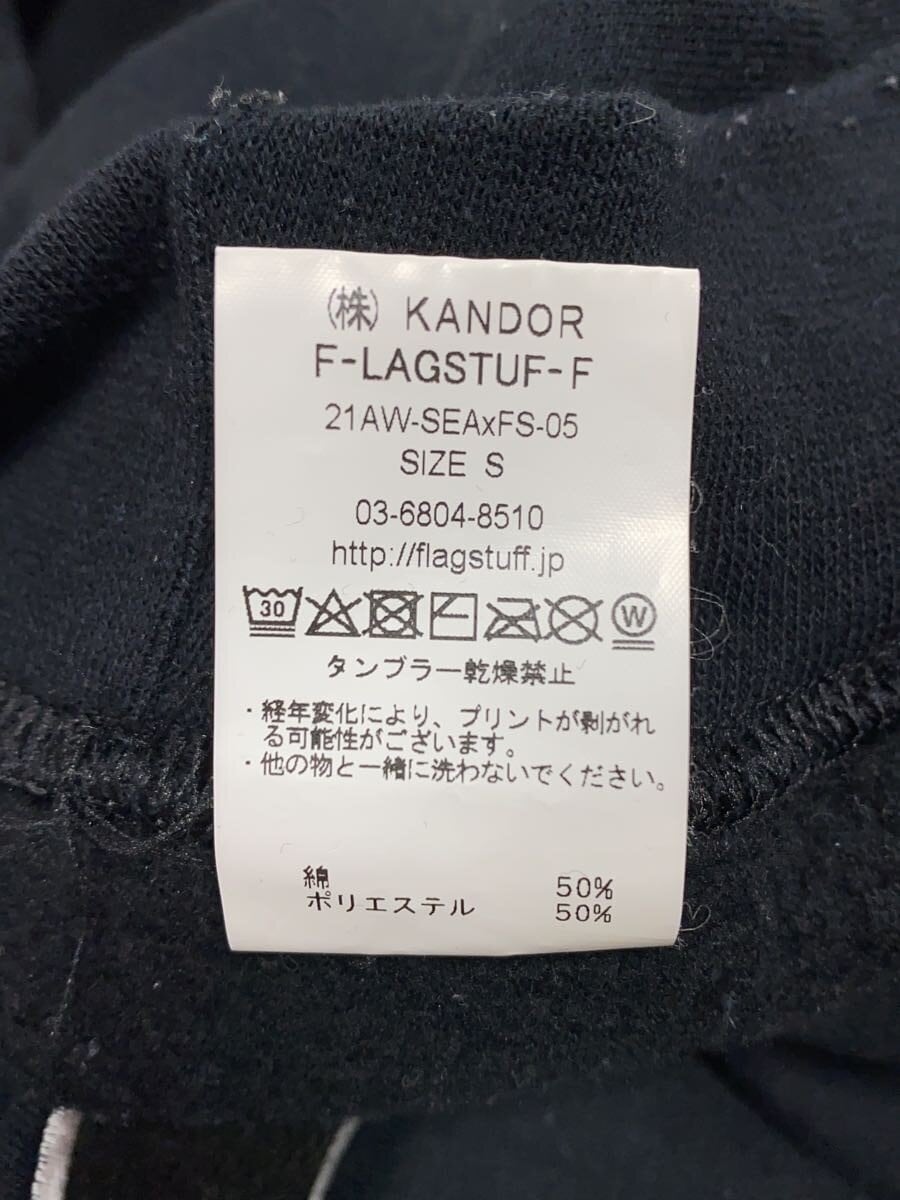 (株) KANDOR
F-LAGSTUF-F
21AW-SEAxFS-05
SIZE S
03-6804-8510
http://flagstuff.jp
30 W
タンブラー乾燥禁止
・経年変化により、プリントが剥がれ
る可能性がございます。
・他の物と一緒に洗わないでください。
綿 50%
ポリエステル 50%